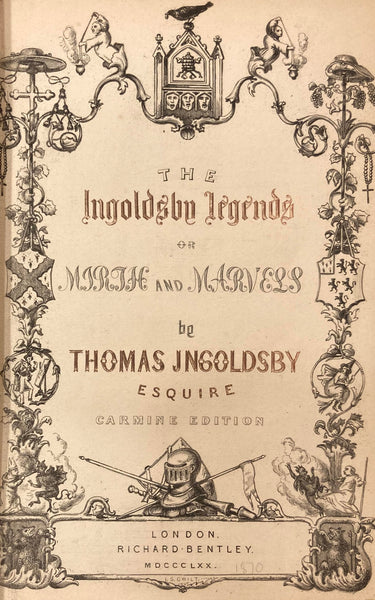 THE
Ingoldsby Legends
OR
MIRTH AND MARVELS
by
THOMAS INGOLDSBY
ESQUIRE
CARMINE EDITION
LONDON.
RICHARD BENTLEY.
MDCCCLXX. 1870